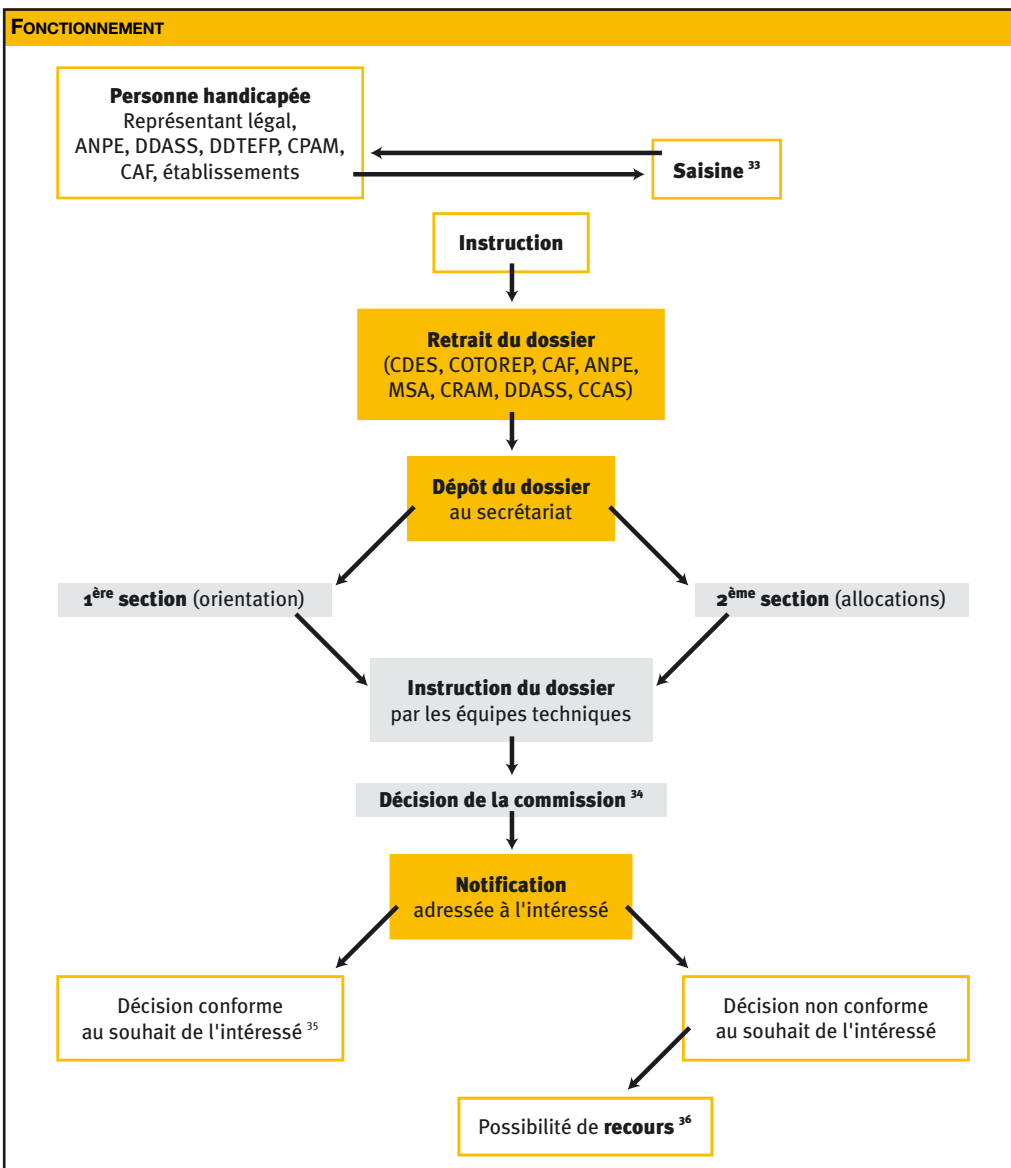 FONCTIONNEMENT
Personne handicapée
Représentant légal,
ANPE, DDASS, DDTEFP, CPAM,
CAF, établissements
Saisine 33
Instruction
Retrait du dossier
(CDES, COTOREP, CAF, ANPE,
MSA, CRAM, DDASS, CCAS)
Dépôt du dossier
au secrétariat
1ère section (orientation)
2ème section (allocations)
Instruction du dossier
par les équipes techniques
Décision de la commission 34
Notification
adressée à l'intéressé
Décision conforme
au souhait de l'intéressé 35
Décision non conforme
au souhait de l'intéressé
Possibilité de recours 36